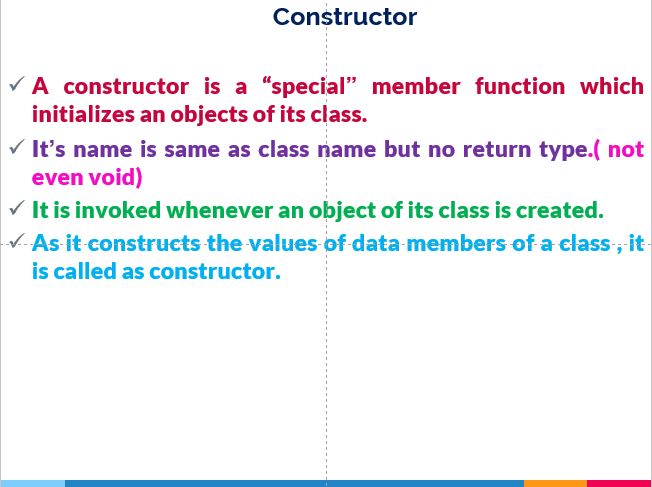 Constructor
A constructor is a “special” member function which
initializes an objects of its class.
It’s name is same as class name but no return type.( not
even void)
It is invoked whenever an object of its class is created.
As it constructs the values of data members of a class , it
is called as constructor.